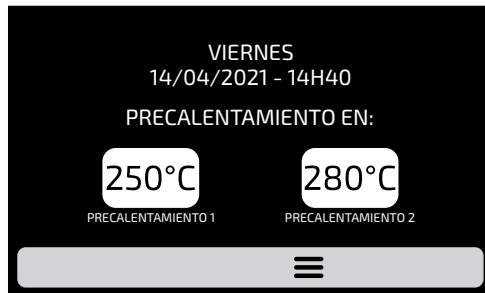 VIERNES
14/04/2021 - 14H40
PRECALENTAMIENTO EN:
250°C 280°C
PRECALENTAMIENTO 1 PRECALENTAMIENTO 2